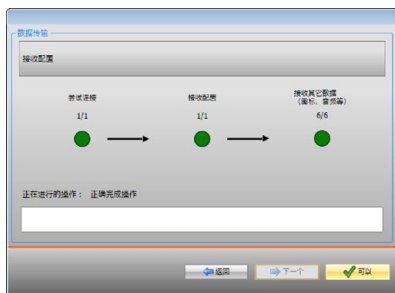 数据传输
接收配置
尝试连接
接收配置
接收其它数据
(图标、音频等)
1/1
1/1
6/6
正在进行的操作： 正确完成操作
返回
下一个
可以